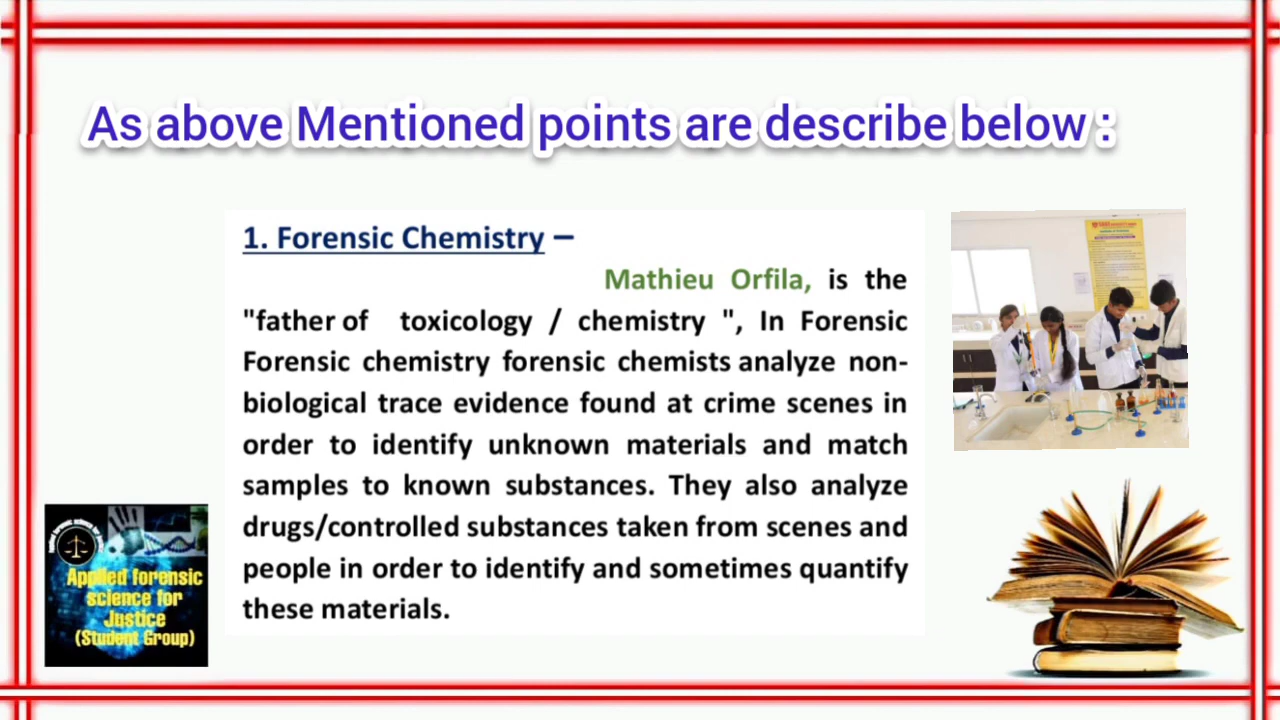 As above Mentioned points are describe below :
1. Forensic Chemistry –
Mathieu Orfila, is the
"father of toxicology / chemistry ", In Forensic
Forensic chemistry forensic chemists analyze non-
biological trace evidence found at crime scenes in
order to identify unknown materials and match
samples to known substances. They also analyze
drugs/controlled substances taken from scenes and
people in order to identify and sometimes quantify
these materials.
Applied forensic
science for
Justice
(Student Group)